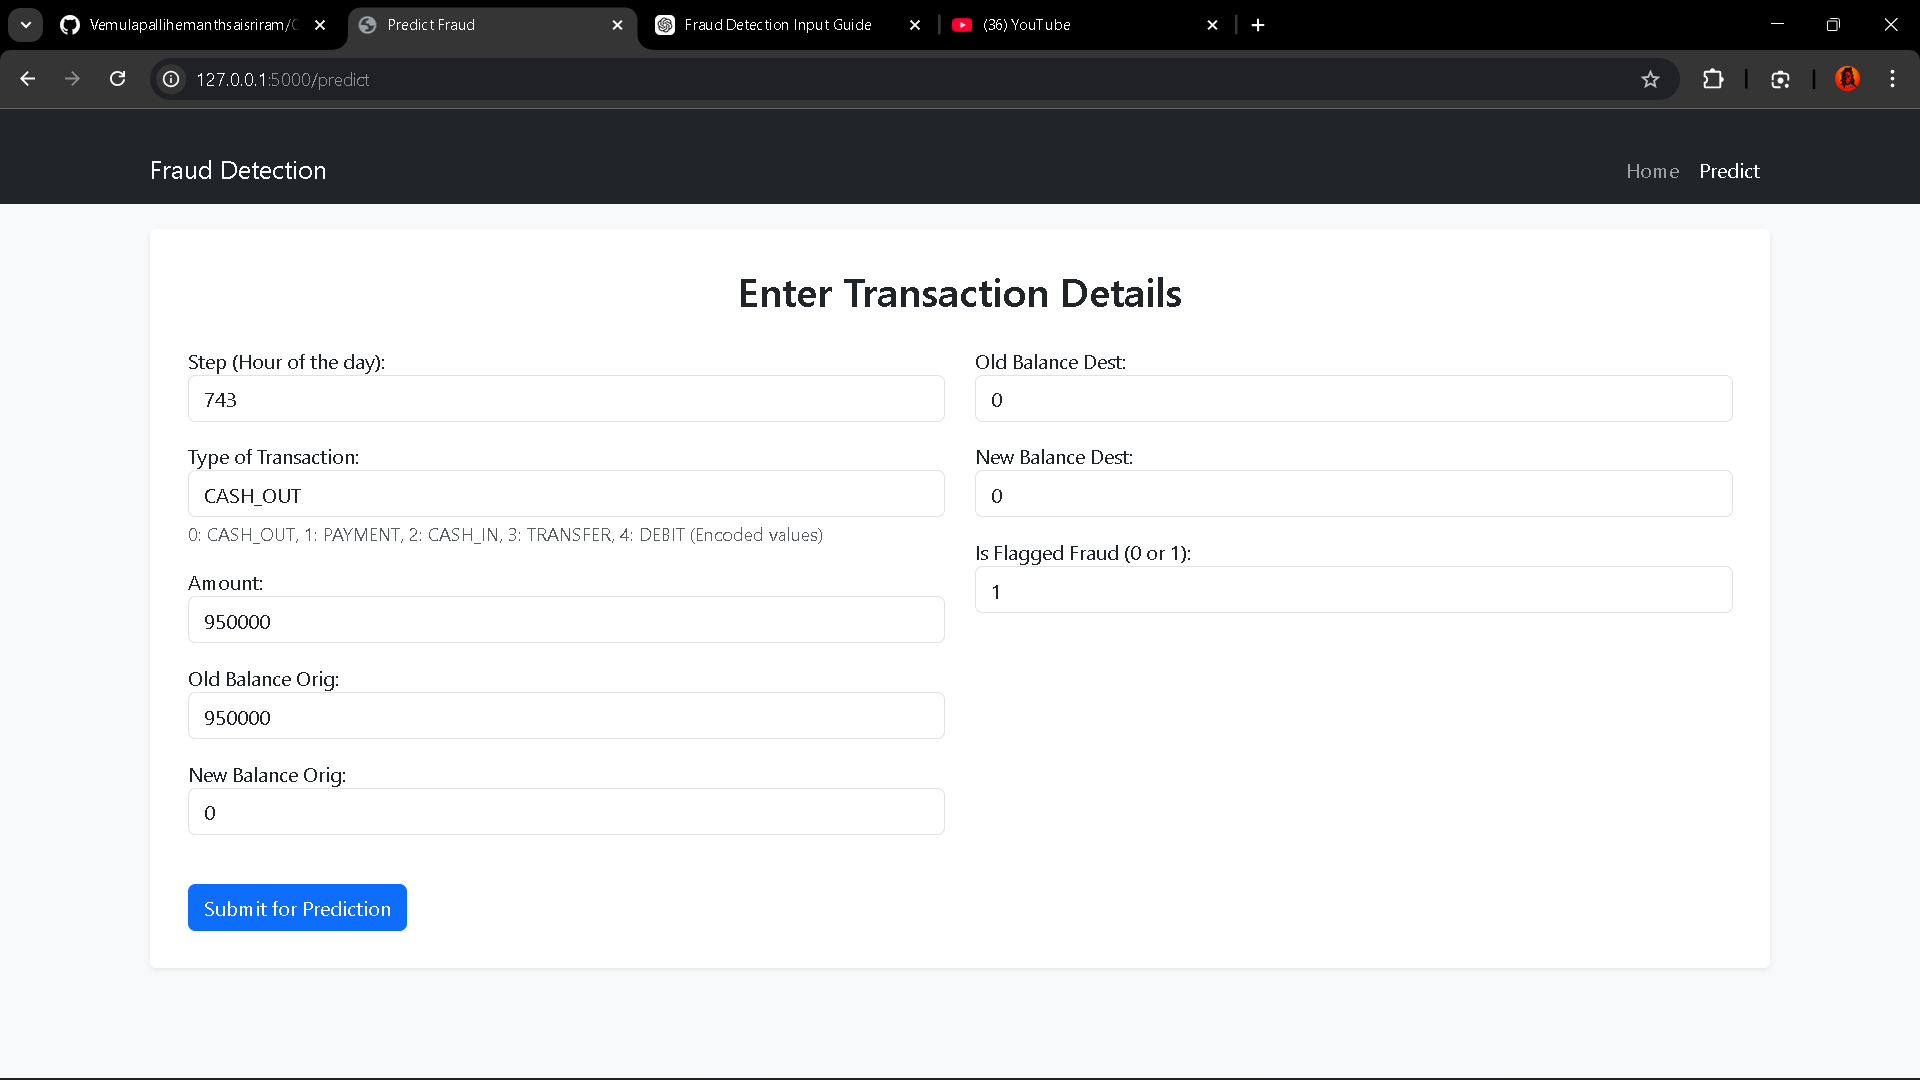 Vemulapallihemanthsaisriram/C
Predict Fraud
Fraud Detection Input Guide
(36) YouTube
127.0.0.1:5000/predict
Fraud Detection
Home
Predict
Enter Transaction Details
Step (Hour of the day):
743
Type of Transaction:
CASH_OUT
0: CASH_OUT, 1: PAYMENT, 2: CASH_IN, 3: TRANSFER, 4: DEBIT (Encoded values)
Amount:
950000
Old Balance Orig:
950000
New Balance Orig:
0
Old Balance Dest:
0
New Balance Dest:
0
Is Flagged Fraud (0 or 1):
1
Submit for Prediction